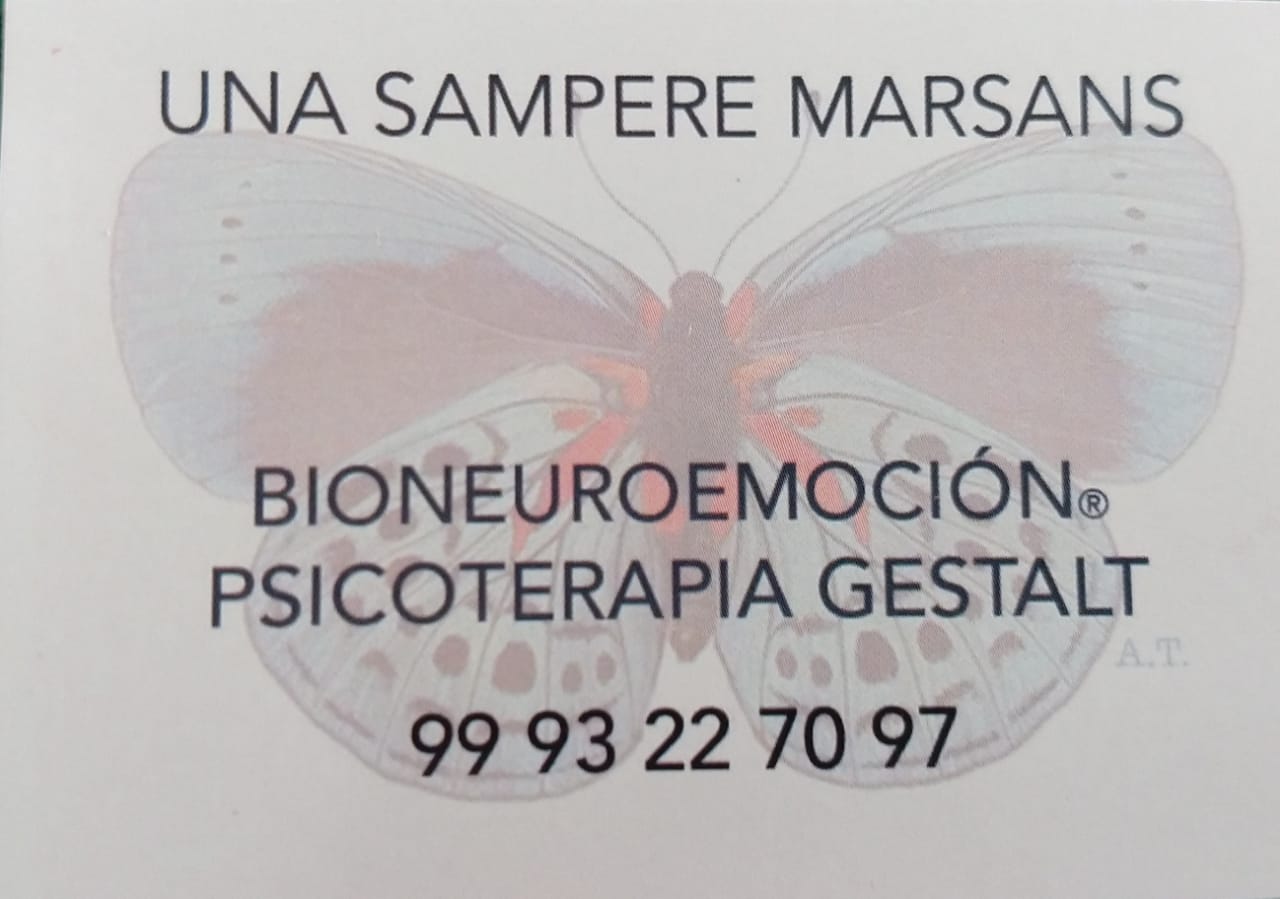 UNA SAMPERE MARSANS
BIONEUROEMOCIÓN®
PSICOTERAPIA GESTALT
A.T.
99 93 22 70 97